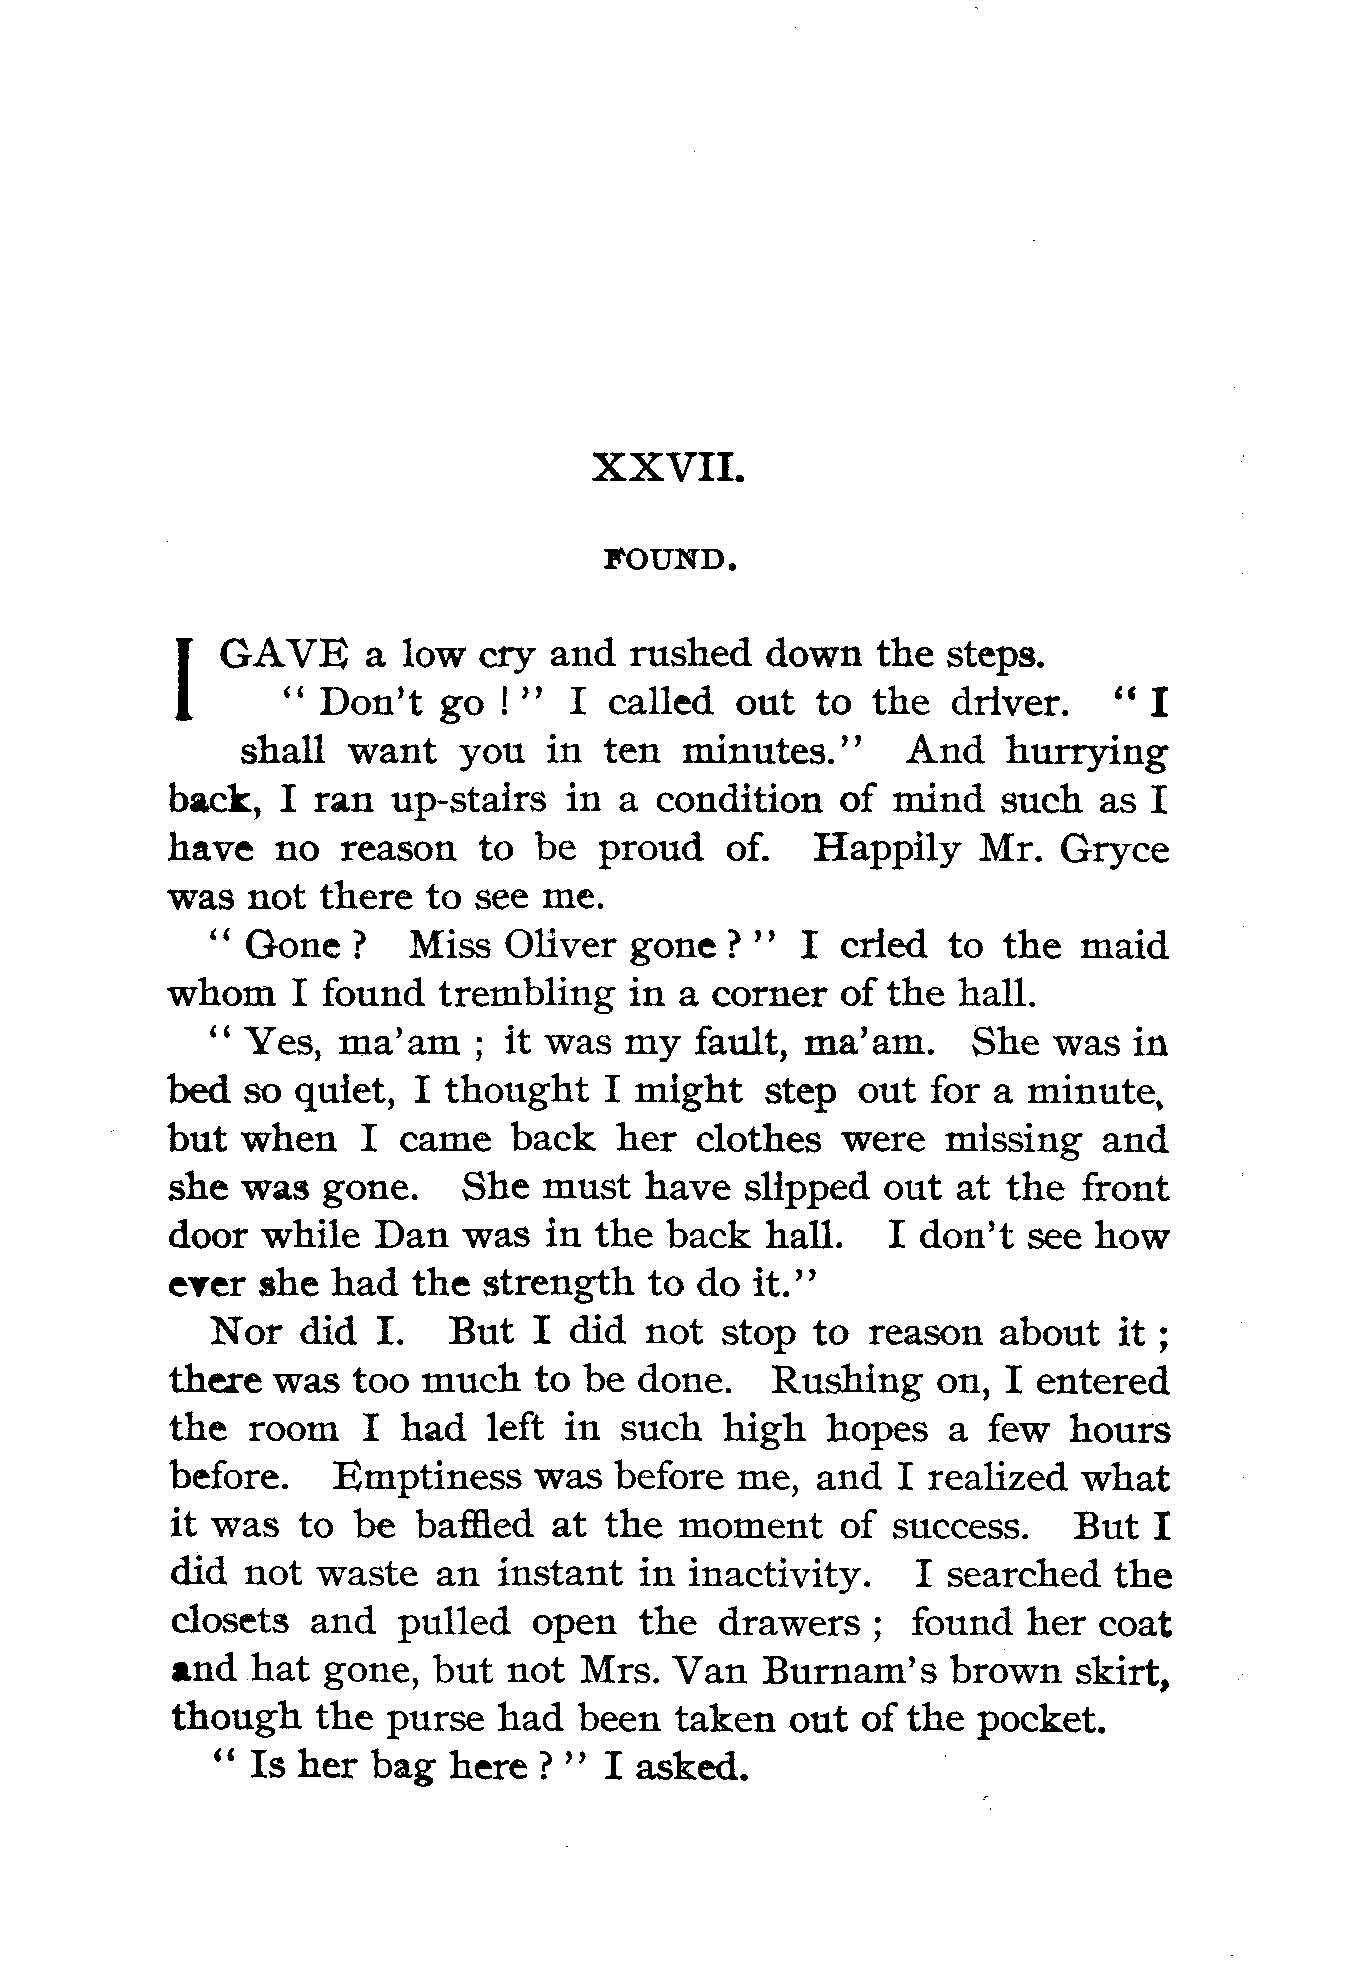 XXVII.
FOUND.
I GAVE a low cry and rushed down the steps.
“ Don’t go ! ” I called out to the driver. “ I
shall want you in ten minutes.” And hurrying
back, I ran up-stairs in a condition of mind such as I
have no reason to be proud of. Happily Mr. Gryce
was not there to see me.
“ Gone ? Miss Oliver gone ? ” I cried to the maid
whom I found trembling in a corner of the hall.
“ Yes, ma’am ; it was my fault, ma’am. She was in
bed so quiet, I thought I might step out for a minute,
but when I came back her clothes were missing and
she was gone. She must have slipped out at the front
door while Dan was in the back hall. I don’t see how
ever she had the strength to do it.”
Nor did I. But I did not stop to reason about it ;
there was too much to be done. Rushing on, I entered
the room I had left in such high hopes a few hours
before. Emptiness was before me, and I realized what
it was to be baffled at the moment of success. But I
did not waste an instant in inactivity. I searched the
closets and pulled open the drawers ; found her coat
and hat gone, but not Mrs. Van Burnam’s brown skirt,
though the purse had been taken out of the pocket.
“ Is her bag here ? ” I asked.